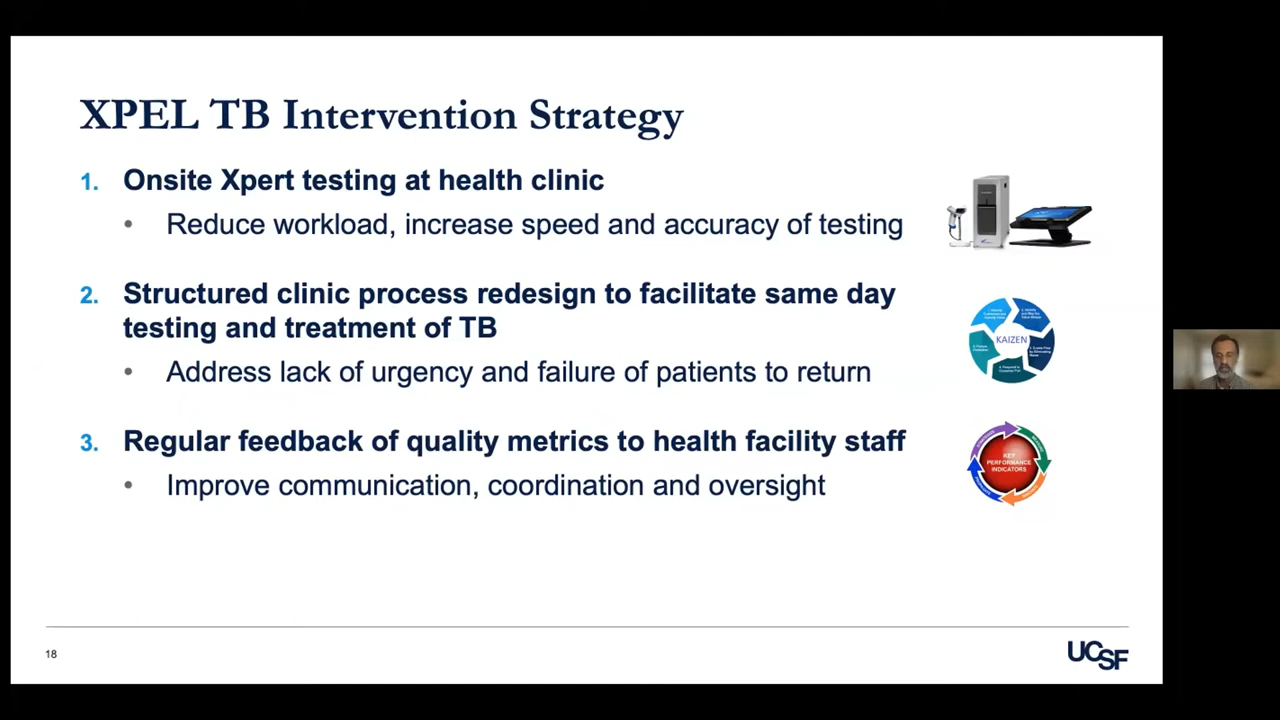 XPEL TB Intervention Strategy
1. Onsite Xpert testing at health clinic
• Reduce workload, increase speed and accuracy of testing
2. Structured clinic process redesign to facilitate same day
testing and treatment of TB
• Address lack of urgency and failure of patients to return
KAIZEN
3. Regular feedback of quality metrics to health facility staff
• Improve communication, coordination and oversight
KEY
PERFORMANCE
INDICATORS
18
UCSF